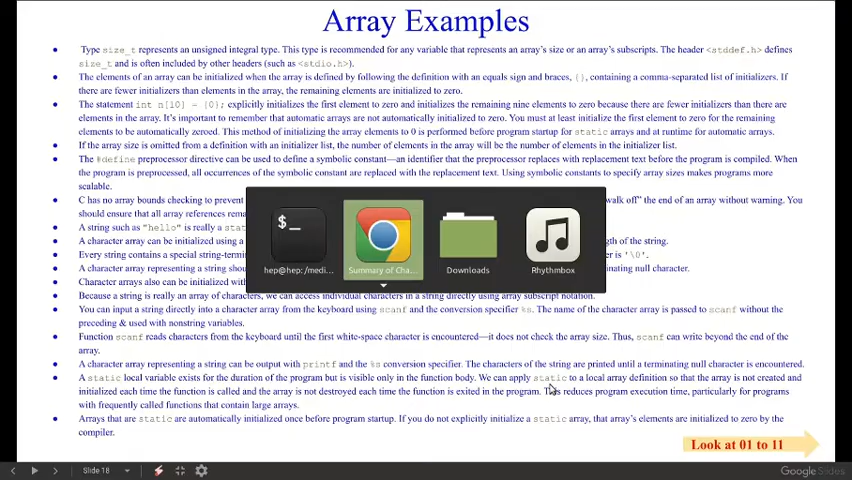 Array Examples
Type size_t represents an unsigned integral type. This type is recommended for any variable that represents an array's size or an array's subscripts. The header <stddef.h> defines
size_t and is often included by other headers (such as <stdio.h>).
The elements of an array can be initialized when the array is defined by following the definition with an equals sign and braces, {}, containing a comma-separated list of initializers. If
there are fewer initializers than elements in the array, the remaining elements are initialized to zero.
The statement int n[10] = {0}; explicitly initializes the first element to zero and initializes the remaining nine elements to zero because there are fewer initializers than there are
elements in the array. It's important to remember that automatic arrays are not automatically initialized to zero. You must at least initialize the first element to zero for the remaining
elements to be automatically zeroed. This method of initializing the array elements to 0 is performed before program startup for static arrays and at runtime for automatic arrays.
If the array size is omitted from a definition with an initializer list, the number of elements in the array will be the number of elements in the initializer list.
The #define preprocessor directive can be used to define a symbolic constant—an identifier that the preprocessor replaces with replacement text before the program is compiled. When
the program is preprocessed, all occurrences of the symbolic constant are replaced with the replacement text. Using symbolic constants to specify array sizes makes programs more
scalable.
C has no array bounds checking to prevent walk off" the end of an array without warning. You
should ensure that all array references rema
A string such as "hello" is really a stat
A character array can be initialized using a gth of the string.
Every string contains a special string-termi er is '\0'.
A character array representing a string shou inating null character.
Character arrays also can be initialized with
Because a string is really an array of characters, we can access individual characters in a string directly using array subscript notation.
You can input a string directly into a character array from the keyboard using scanf and the conversion specifier %s. The name of the character array is passed to scanf without the
preceding & used with nonstring variables.
Function scanf reads characters from the keyboard until the first white-space character is encountered—it does not check the array size. Thus, scanf can write beyond the end of the
array.
A character array representing a string can be output with printf and the %s conversion specifier. The characters of the string are printed until a terminating null character is encountered.
A static local variable exists for the duration of the program but is visible only in the function body. We can apply static to a local array definition so that the array is not created and
initialized each time the function is called and the array is not destroyed each time the function is exited in the program. This reduces program execution time, particularly for programs
with frequently called functions that contain large arrays.
Arrays that are static are automatically initialized once before program startup. If you do not explicitly initialize a static array, that array's elements are initialized to zero by the
compiler.
$_
hep@hep: /medi... Summary of Cha... Downloads Rhythmbox
Look at 01 to 11
Slide 18
Google Slides